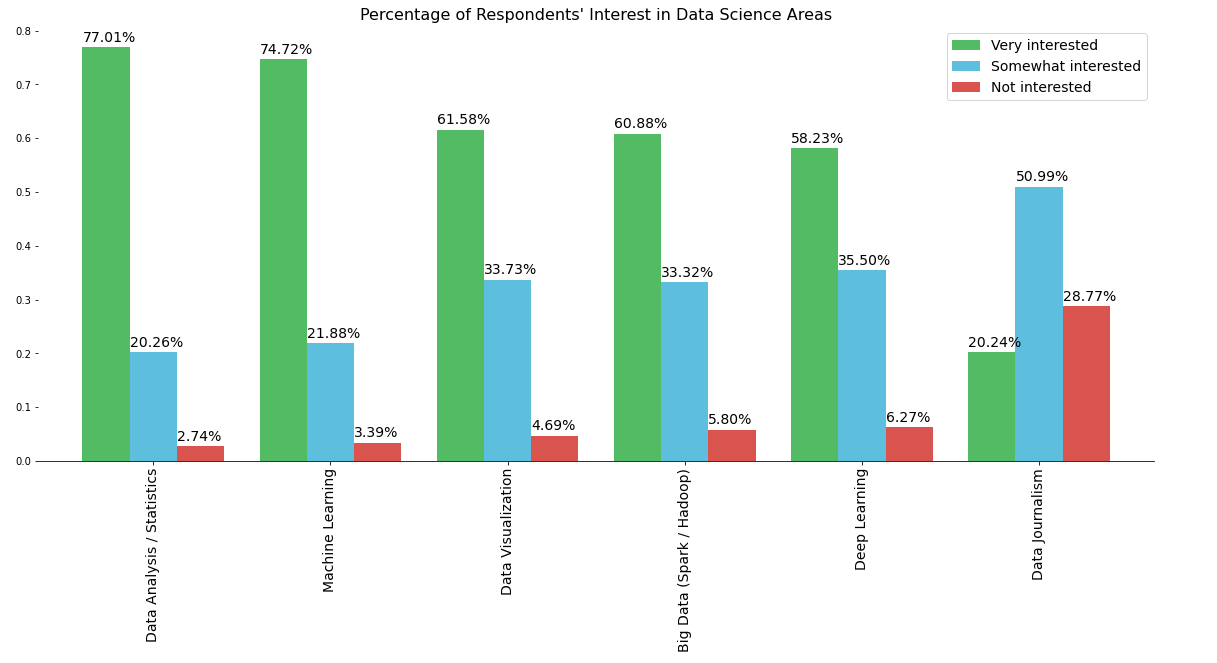 Percentage of Respondents' Interest in Data Science Areas
Very interested
Somewhat interested
Not interested
0.8
0.7
0.6
0.5
0.4
0.3
0.2
0.1
0.0
77.01%
20.26%
2.74%
74.72%
21.88%
3.39%
61.58%
33.73%
4.69%
60.88%
33.32%
5.80%
58.23%
35.50%
6.27%
20.24%
50.99%
28.77%
Data Analysis / Statistics
Machine Learning
Data Visualization
Big Data (Spark / Hadoop)
Deep Learning
Data Journalism